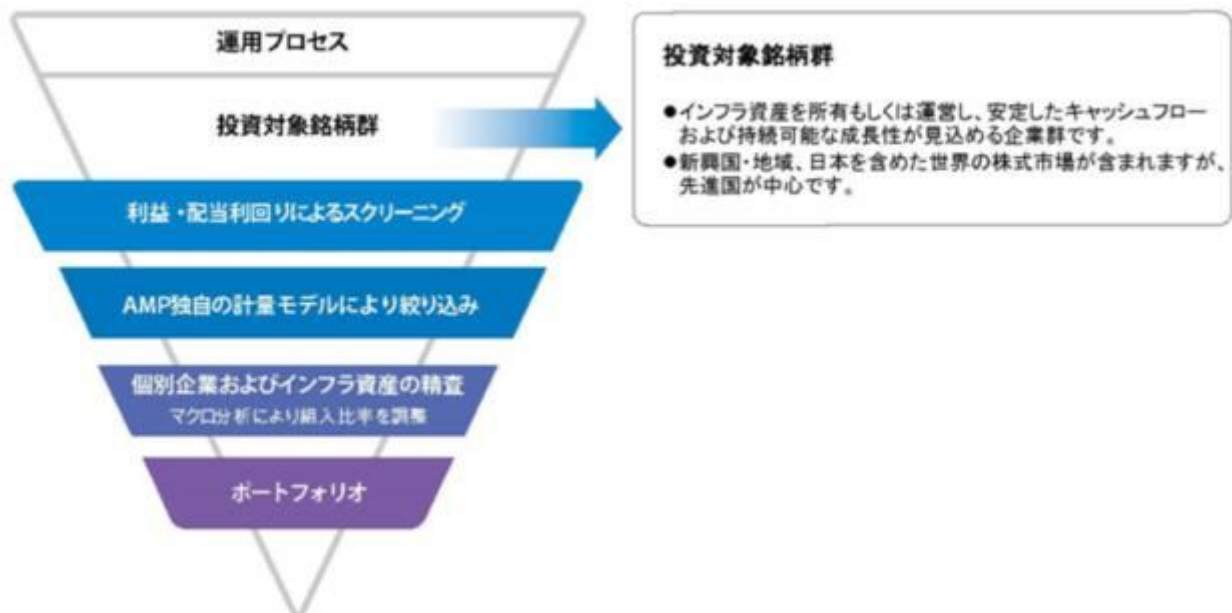 運用プロセス
投資対象銘柄群
利益・配当利回りによるスクリーニング
AMP独自の計量モデルにより絞り込み
個別企業およびインフラ資産の精査
マクロ分析により組入比率を調整
ポートフォリオ
投資対象銘柄群
●インフラ資産を所有もしくは運営し、安定したキャッシュフロー
および持続可能な成長性が見込める企業群です。
●新興国・地域、日本を含めた世界の株式市場が含まれますが、
先進国が中心です。